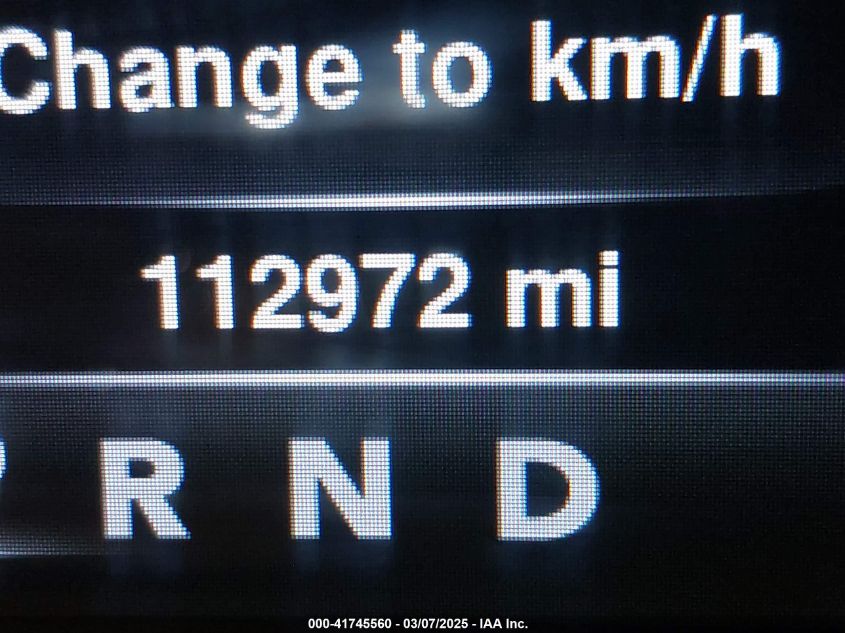 Change to km/h
112972 mi
R N D
000-41745560 - 03/07/2025 - IAA Inc.